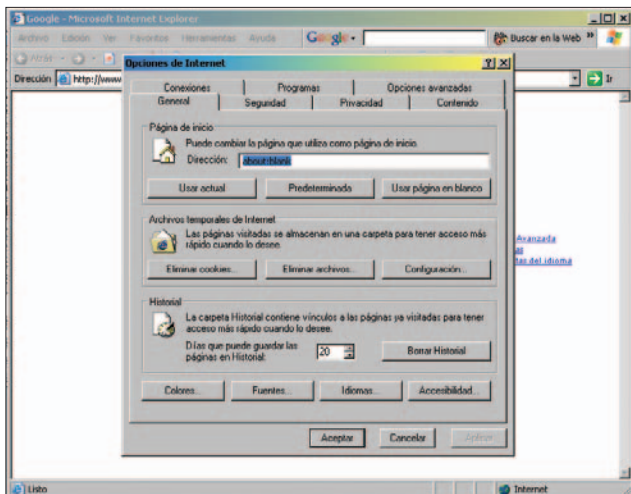 Google - Microsoft Internet Explorer
Archivo Edición Ver Favoritos Herramientas Ayuda Google Buscar en la Web »
Atrás
Dirección http://www Ir
Opciones de Internet
Conexiones Programas Opciones avanzadas
General Seguridad Privacidad Contenido
Página de inicio
Puede cambiar la página que utiliza como página de inicio.
Dirección: about:blank
Usar actual Predeterminada Usar página en blanco
Archivos temporales de Internet
Las páginas visitadas se almacenan en una carpeta para tener acceso más
rápido cuando lo desee.
Eliminar cookies... Eliminar archivos... Configuración...
Avanzada
as
tas del idioma
Historial
La carpeta Historial contiene vínculos a las páginas ya visitadas para tener
acceso más rápido cuando lo desee.
Días que puede guardar las
páginas en Historial: 20 Borrar Historial
Colores... Fuentes... Idiomas... Accesibilidad...
Aceptar Cancelar Aplicar
Listo Internet